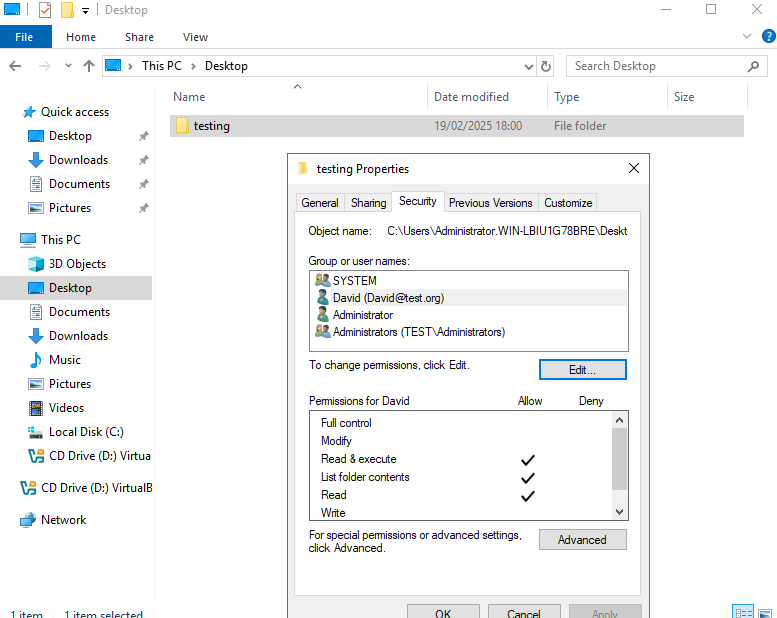 Desktop
File Home Share View
This PC Desktop
Search Desktop
Name Date modified Type Size
testing 19/02/2025 18:00 File folder
Quick access
Desktop
Downloads
Documents
Pictures
This PC
3D Objects
Desktop
Documents
Downloads
Music
Pictures
Videos
Local Disk (C:)
CD Drive (D:) Virtua
CD Drive (D:) VirtualB
Network
1 item 1 item selected
testing Properties
General Sharing Security Previous Versions Customize
Object name: C:\Users\Administrator.WIN-LBIU1G78BRE\Deskt
Group or user names:
SYSTEM
David (David@test.org)
Administrator
Administrators (TEST\Administrators)
To change permissions, click Edit.
Edit...
Permissions for David Allow Deny
Full control
Modify
Read & execute
List folder contents
Read
Write
For special permissions or advanced settings,
click Advanced.
Advanced
OK Cancel Apply